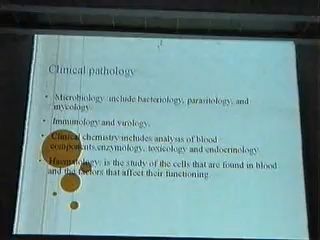 Clinical pathology
• Microbiology: include bacteriology, parasitology, and
mycology.
• Immunology and virology.
• Clinical chemistry includes analysis of blood
components, enzymology, toxicology and endocrinology.
• Haematology: is the study of the cells that are found in blood
and the factors that affect their functioning.